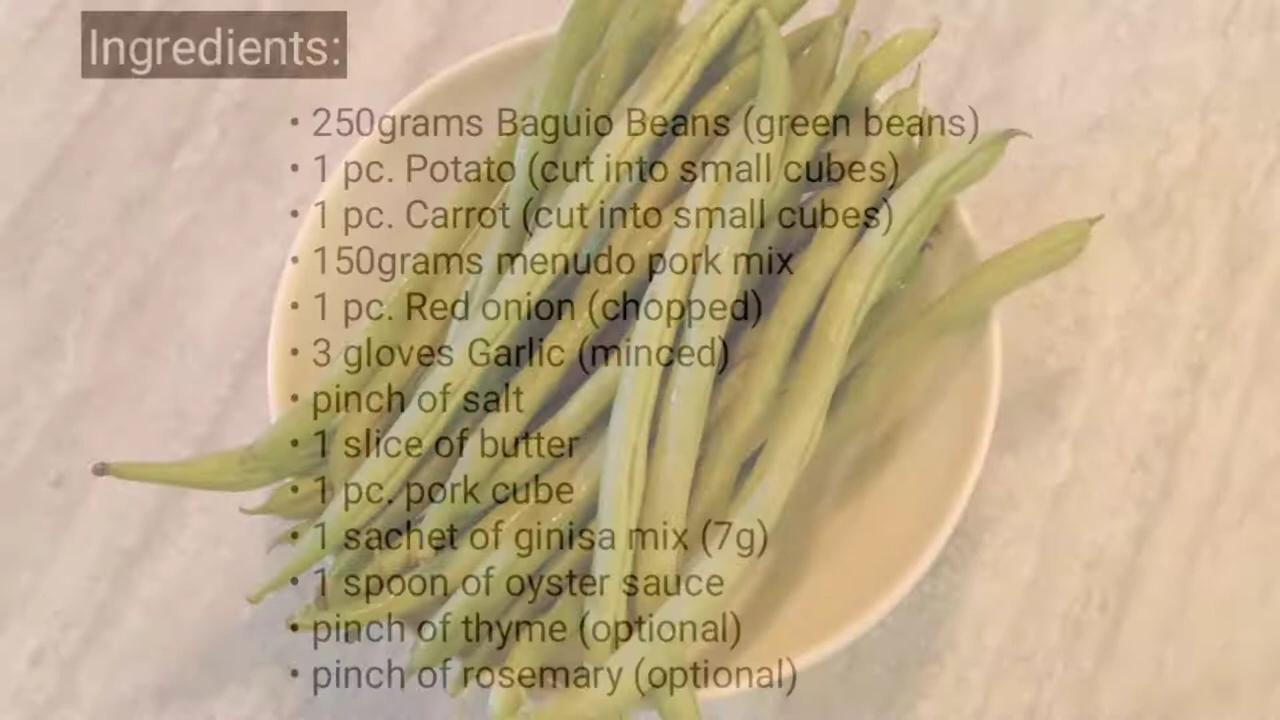 Ingredients:
• 250grams Baguio Beans (green beans)
• 1 pc. Potato (cut into small cubes)
• 1 pc. Carrot (cut into small cubes)
• 150grams menudo pork mix
• 1 pc. Red onion (chopped)
• 3 gloves Garlic (minced)
• pinch of salt
• 1 slice of butter
• 1 pc. pork cube
• 1 sachet of ginisa mix (7g)
• 1 spoon of oyster sauce
• pinch of thyme (optional)
• pinch of rosemary (optional)